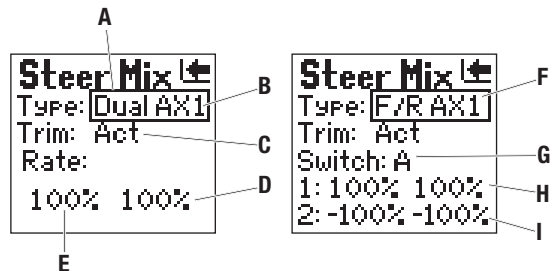 A
Steer Mix
Type: Dual AX1
B
Trim: Act
C
Rate:
100% 100%
D
E
Steer Mix
Type: F/R AX1
F
Trim: Act
Switch: A
G
1: 100% 100%
H
2: -100% -100%
I